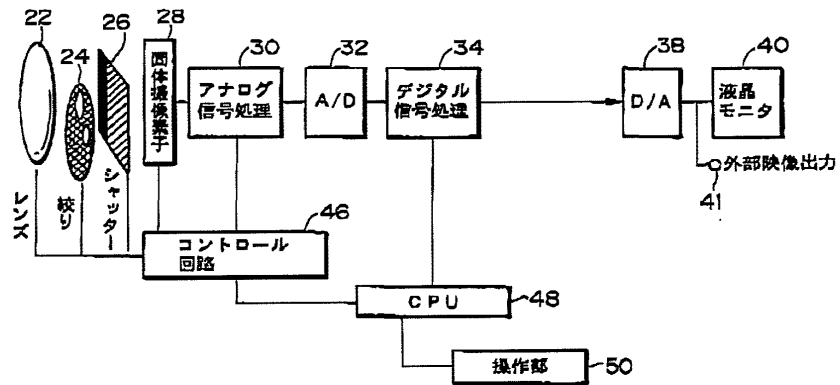 22
24
26
28
30
32
34
38
40
固体撮像素子
アナログ
信号処理
A/D
デジタル
信号処理
D/A
液晶
モニタ
外部映像出力
41
レンズ
絞り
シャッター
46
コントロール
回路
CPU
48
操作部
50